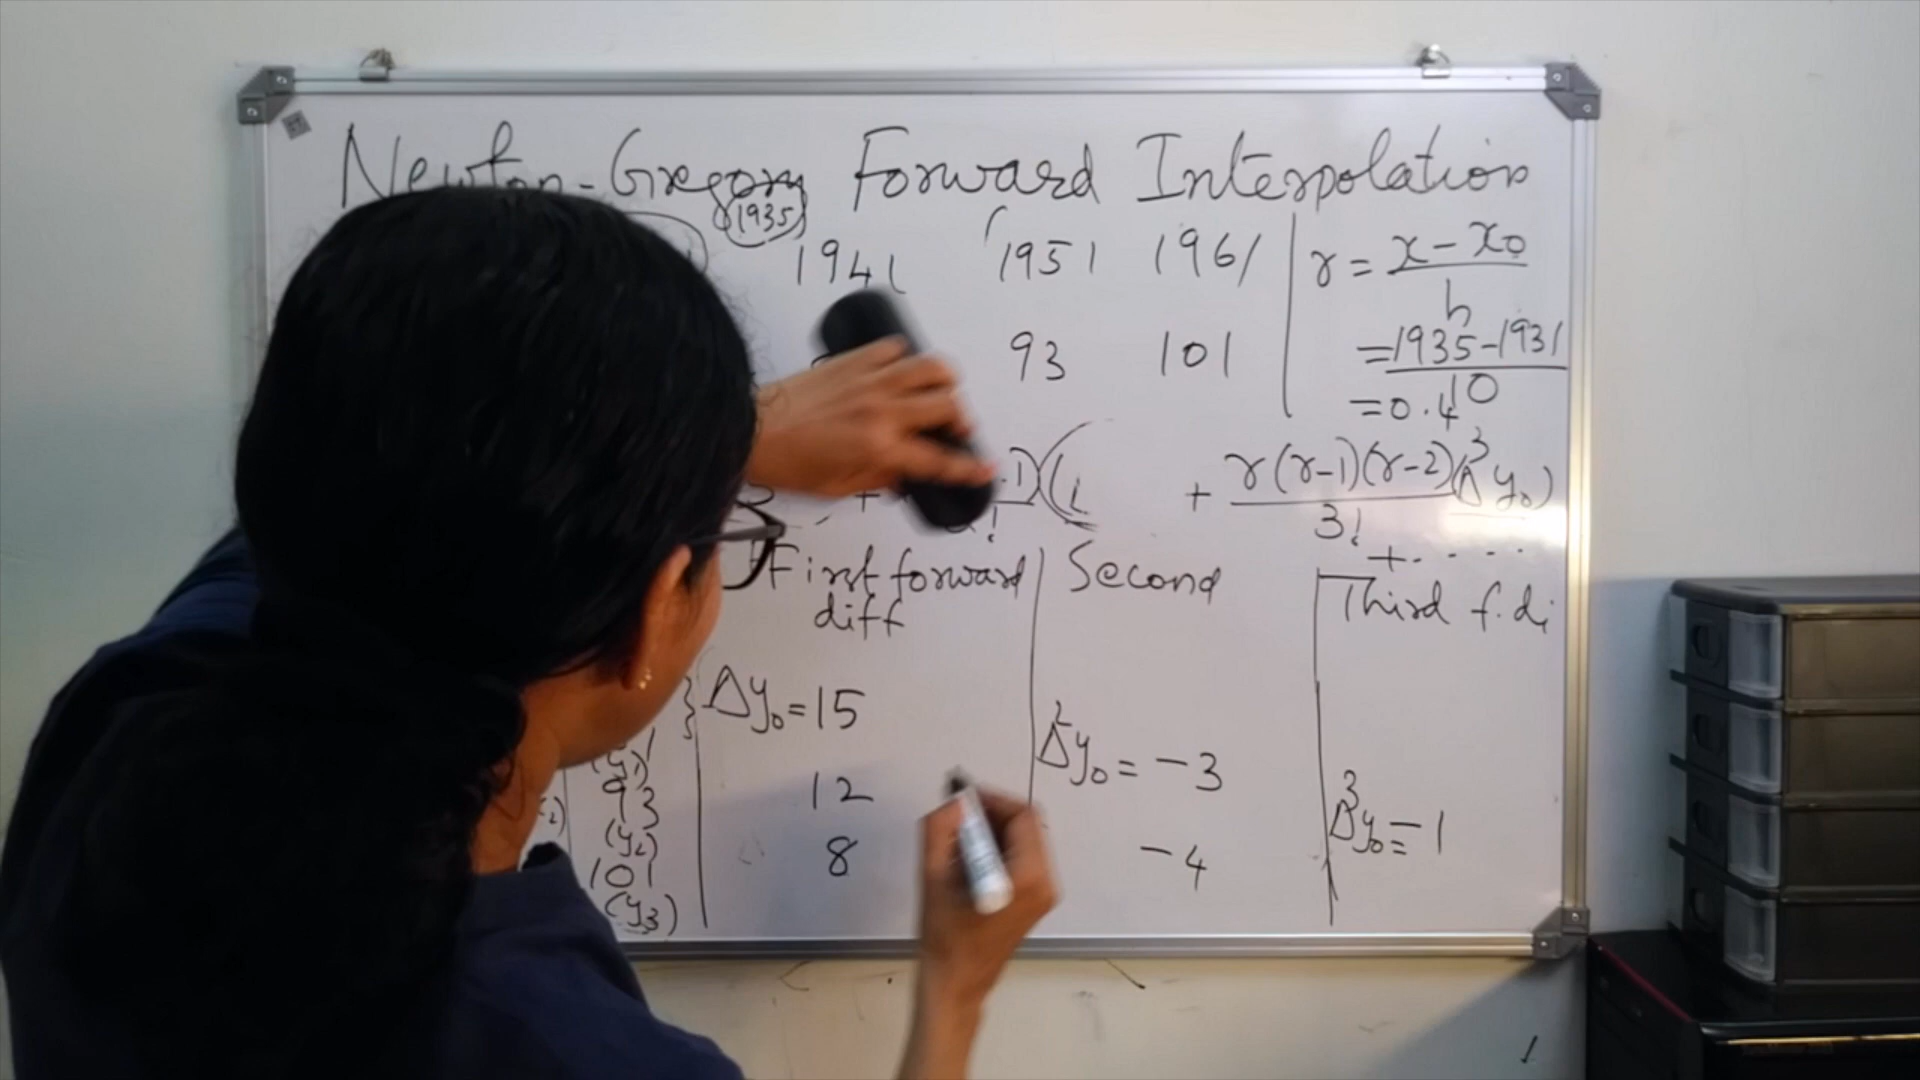 Newton-Gregory Forward Interpolation
1935
1941 1951 1961
93 101
r = x - x0 / h
= 1935-1931 / 10
= 0.4
+ + r(r-1)(r-2)(Δ³y0) / 3!
+ . . . .
First forward diff
Second
Third f.di
Δy0 = 15
12
8
Δ²y0 = -3
-4
Δ³y0 = -1
(y1)
93
(y2)
101
(y3)